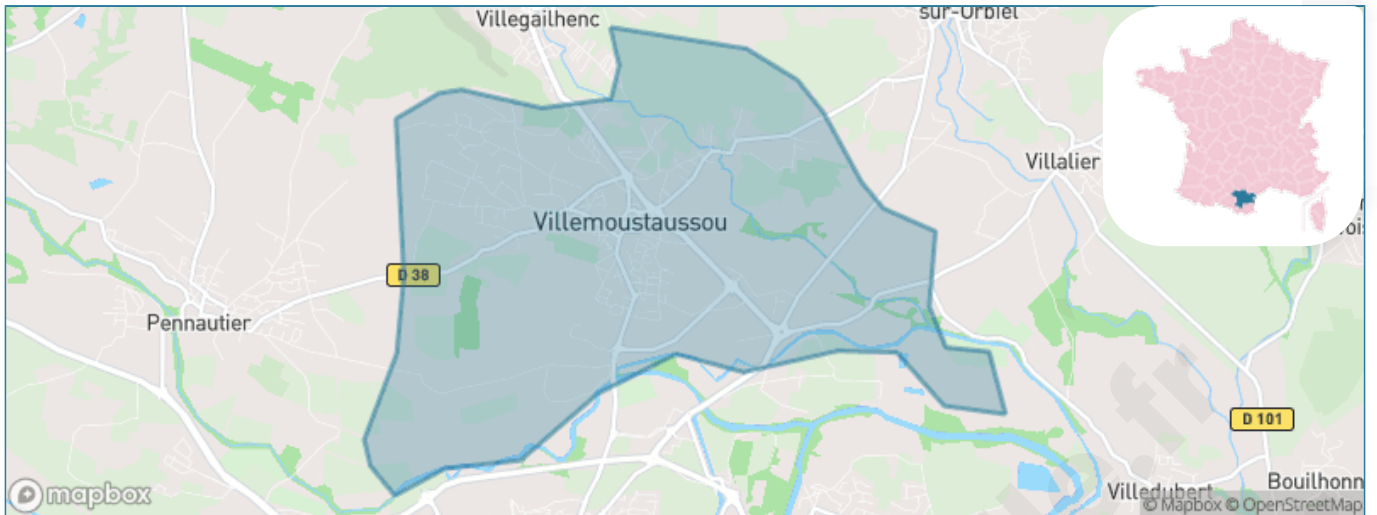 Villegailhenc
sur-Orbiel
Villalier
Villemoustaussou
D 38
Pennautier
D 101
Bouilhonn
Villedubert
mapbox
© Mapbox © OpenStreetMap